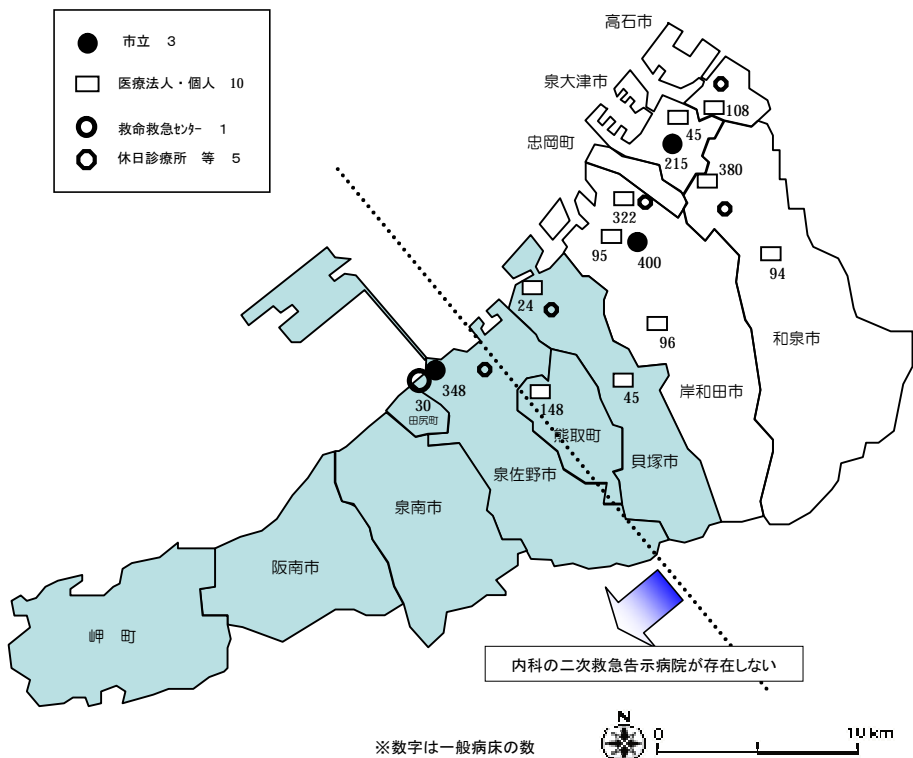 市立 3
医療法人・個人 10
救命救急ｾﾝﾀｰ 1
休日診療所 等 5
高石市
泉大津市
忠岡町
108
45
215
380
322
95
400
94
24
96
和泉市
348
30
田尻町
148
45
岸和田市
熊取町
貝塚市
泉佐野市
泉南市
阪南市
岬 町
内科の二次救急告示病院が存在しない
※数字は一般病床の数
N
0
10 km